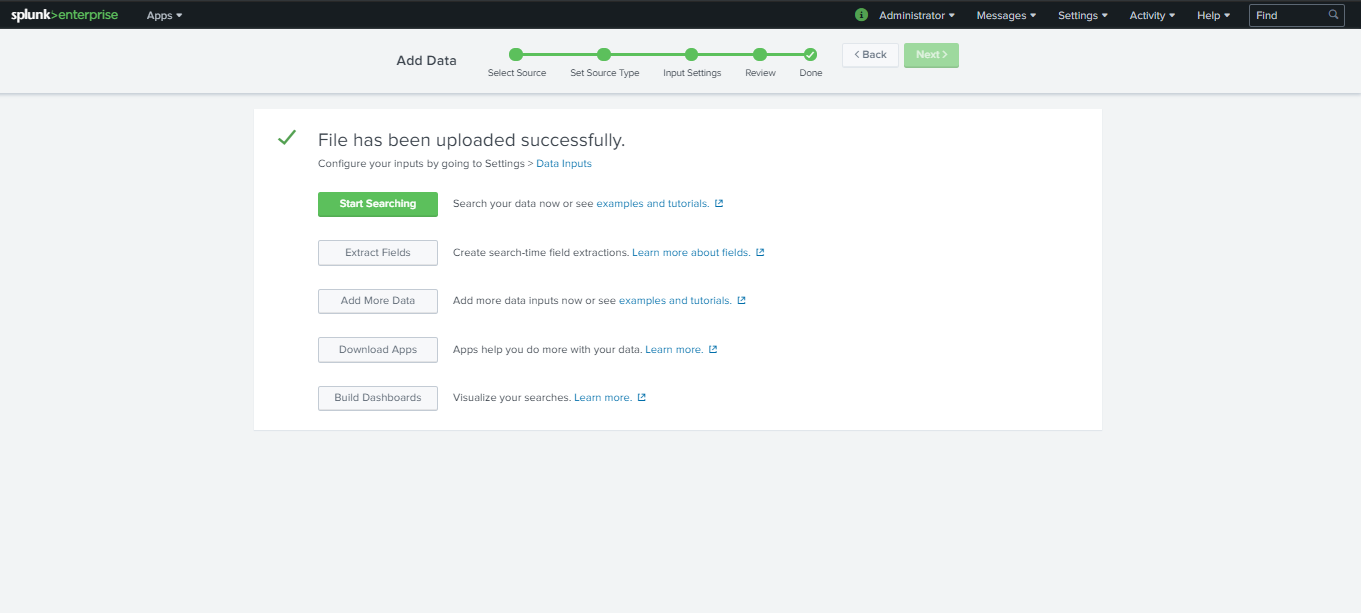 splunk>enterprise Apps Administrator Messages Settings Activity Help Find
Add Data
Select Source Set Source Type Input Settings Review Done
< Back Next >
File has been uploaded successfully.
Configure your inputs by going to Settings > Data Inputs
Start Searching Search your data now or see examples and tutorials.
Extract Fields Create search-time field extractions. Learn more about fields.
Add More Data Add more data inputs now or see examples and tutorials.
Download Apps Apps help you do more with your data. Learn more.
Build Dashboards Visualize your searches. Learn more.